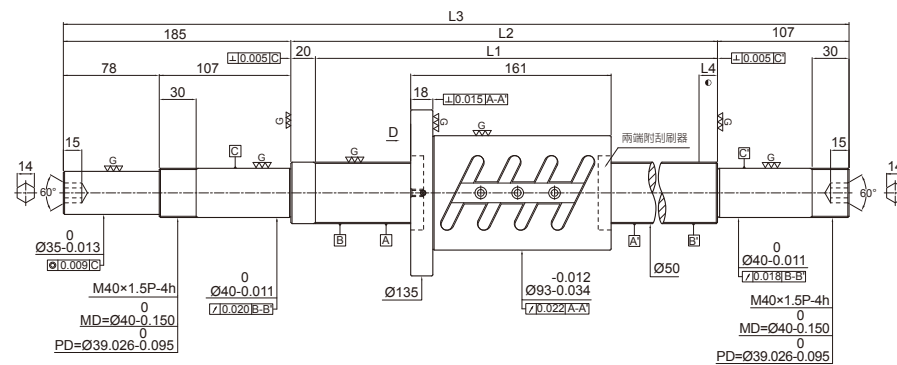 L3
185
L2
107
⊥ 0.005 C
20
L1
⊥ 0.005 C'
30
78
107
161
L4
30
18
⊥ 0.015 A-A'
G
G
G
D
G
兩端附刮刷器
15
G
C
G
G
C'
G
15
14
60°
60°
14
0
Ø35-0.013
◎ 0.009 C
B
A
A'
B'
0
Ø40-0.011
↗ 0.020 B-B'
M40×1.5P-4h
0
MD=Ø40-0.150
0
PD=Ø39.026-0.095
Ø135
-0.012
Ø93-0.034
↗ 0.022 A-A'
Ø50
0
Ø40-0.011
↗ 0.018 B-B'
M40×1.5P-4h
0
MD=Ø40-0.150
0
PD=Ø39.026-0.095